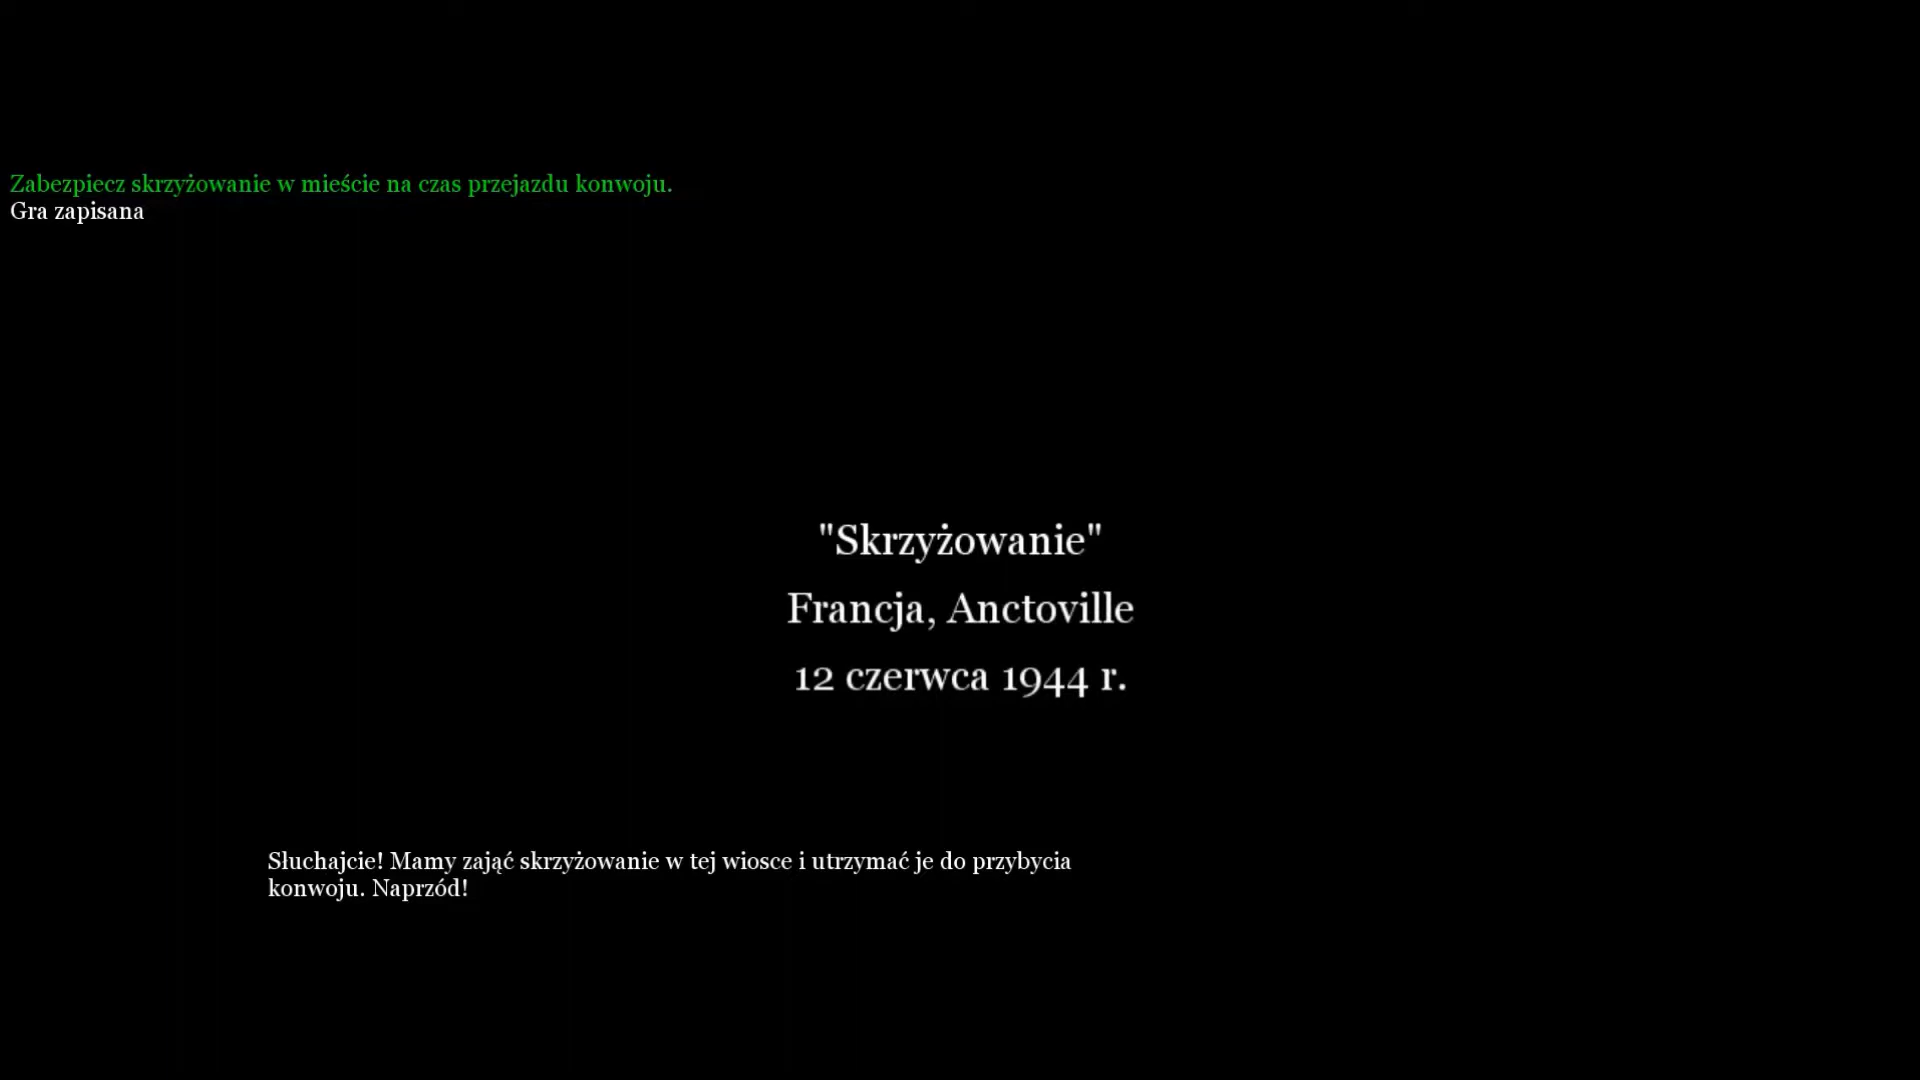 Zabezpiecz skrzyżowanie w mieście na czas przejazdu konwoju.
Gra zapisana
"Skrzyżowanie"
Francja, Anctoville
12 czerwca 1944 r.
Słuchajcie! Mamy zająć skrzyżowanie w tej wiosce i utrzymać je do przybycia
konwoju. Naprzód!